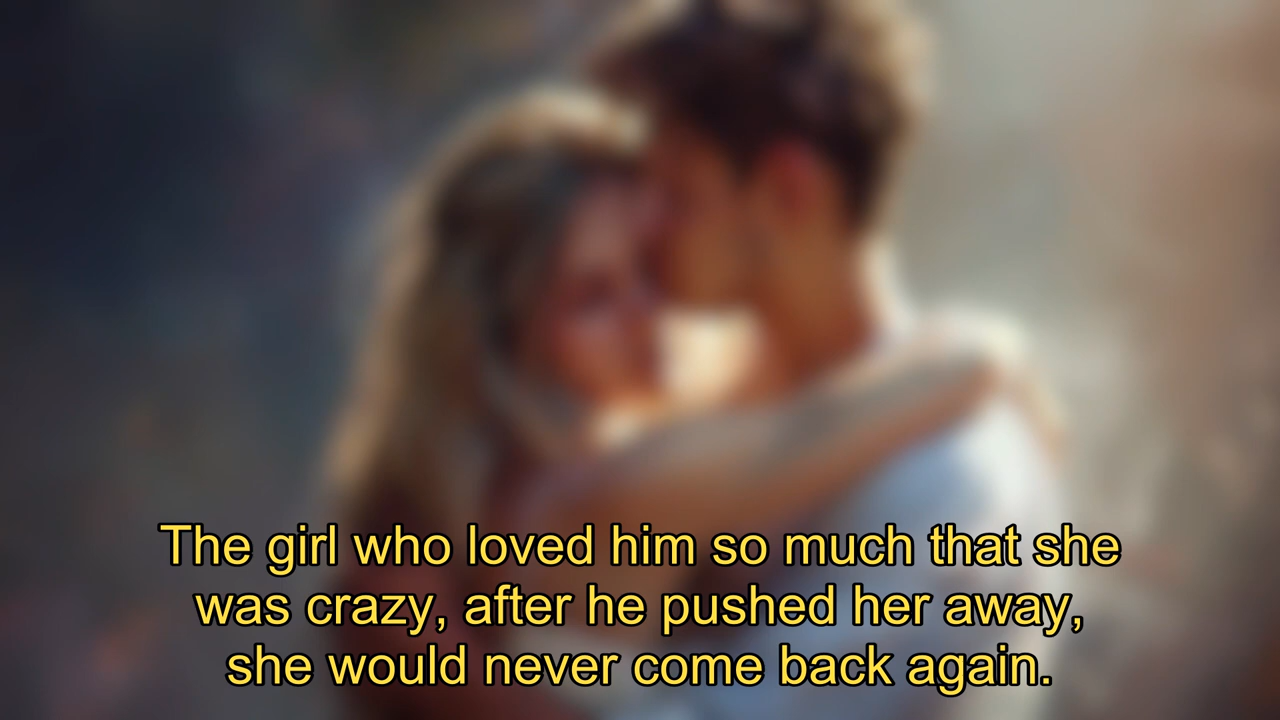 The girl who loved him so much that she
was crazy, after he pushed her away,
she would never come back again.